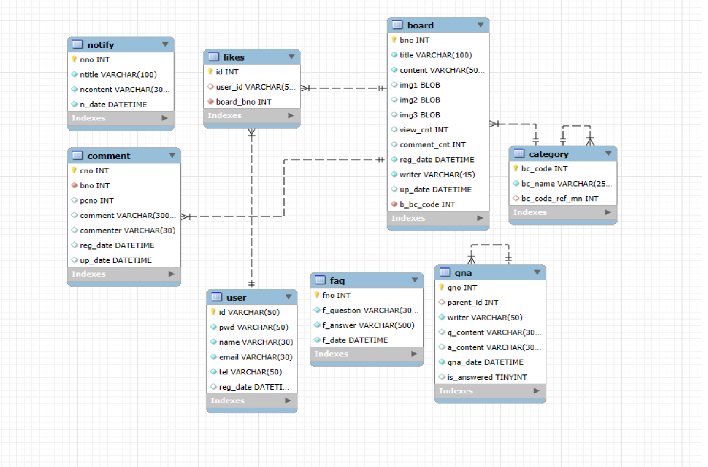 notify
nno INT
ntitle VARCHAR(100)
ncontent VARCHAR(30...
n_date DATETIME
Indexes
likes
id INT
user_id VARCHAR(5...
board_bno INT
Indexes
board
bno INT
title VARCHAR(100)
content VARCHAR(50...
img1 BLOB
img2 BLOB
img3 BLOB
view_cnt INT
comment_cnt INT
reg_date DATETIME
writer VARCHAR(45)
up_date DATETIME
b_bc_code INT
Indexes
comment
cno INT
bno INT
pcno INT
comment VARCHAR(300...
commenter VARCHAR(30)
reg_date DATETIME
up_date DATETIME
Indexes
category
bc_code INT
bc_name VARCHAR(25...
bc_code_ref_mn INT
Indexes
user
id VARCHAR(50)
pwd VARCHAR(50)
name VARCHAR(30)
email VARCHAR(30)
tel VARCHAR(50)
reg_date DATETI...
Indexes
faq
fno INT
f_question VARCHAR(30...
f_answer VARCHAR(500)
f_date DATETIME
Indexes
qna
qno INT
parent_id INT
writer VARCHAR(50)
q_content VARCHAR(30...
a_content VARCHAR(30...
qna_date DATETIME
is_answered TINYINT
Indexes